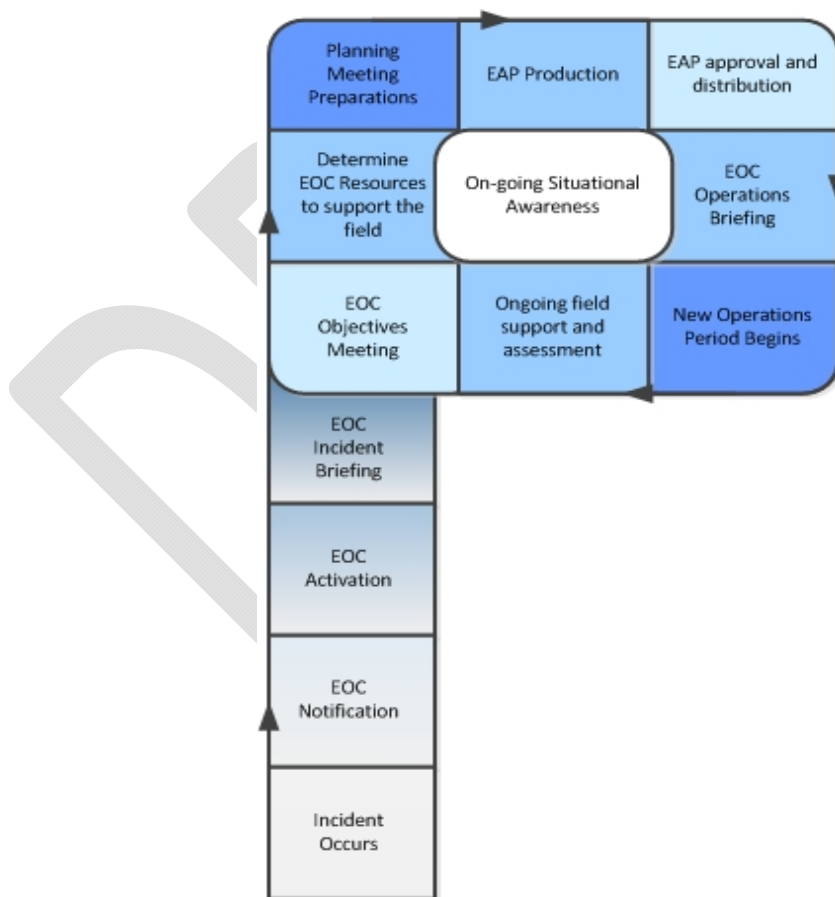 Planning
Meeting
Preparations
EAP Production
EAP approval and
distribution
Determine
EOC Resources
to support the
field
On-going Situational
Awareness
EOC
Operations
Briefing
EOC
Objectives
Meeting
Ongoing field
support and
assessment
New Operations
Period Begins
EOC
Incident
Briefing
EOC
Activation
EOC
Notification
Incident
Occurs